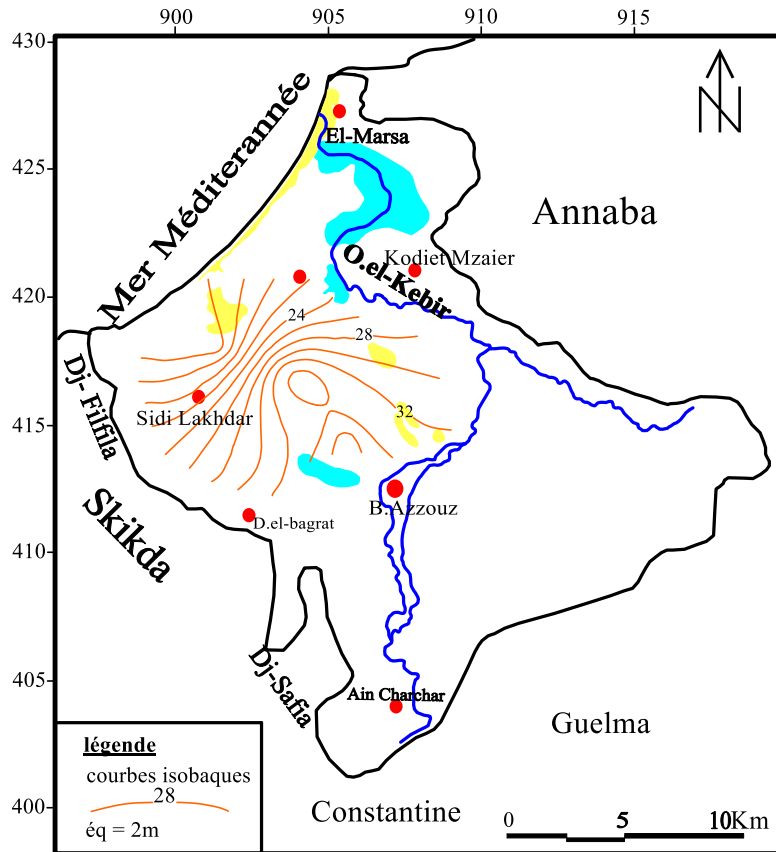 900 905 910 915
430
425
420
415
410
405
400
N
Mer Méditerannée
El-Marsa
Annaba
Kodiet Mzaier
O.el-Kebir
24
28
32
Dj- Filfila
Sidi Lakhdar
Skikda
B.Azzouz
D.el-bagrat
Dj-Safia
Ain Charchar
Guelma
Constantine
légende
courbes isobaques
28
éq = 2m
0 5 10Km